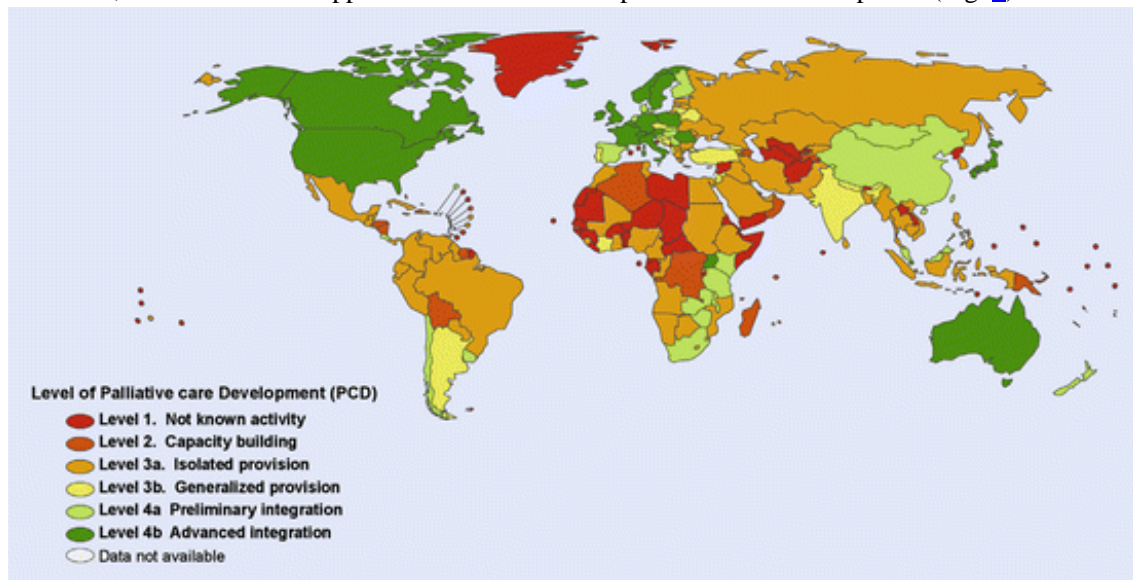 Level of Palliative care Development (PCD)
Level 1. Not known activity
Level 2. Capacity building
Level 3a. Isolated provision
Level 3b. Generalized provision
Level 4a Preliminary integration
Level 4b Advanced integration
Data not available